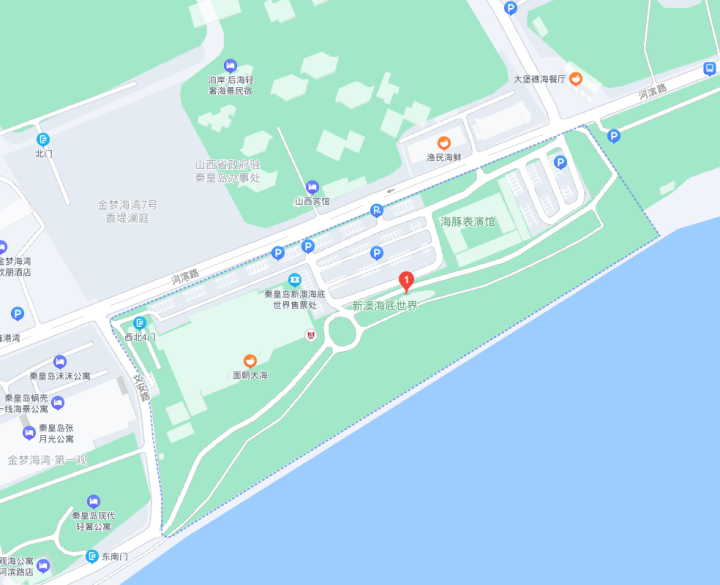 大堡礁海餐厅
河滨路
泊岸·后海轻
奢海景民宿
北门
渔民海鲜
山西省政府驻
秦皇岛办事处
山西宾馆
金梦海湾7号
香堤澜庭
海豚表演馆
金梦海湾
欢朋酒店
河滨路
秦皇岛新澳海底
世界售票处
1
新澳海底世界
西北4门
港湾
秦皇岛沫沫公寓
面朝大海
秦皇岛蜗壳
一线海景公寓
秦皇岛张
月光公寓
金梦海湾·第一观
秦皇岛现代
轻奢公寓
东南门
观海公寓
河滨路店
P
P
P
P
P
P
P
P